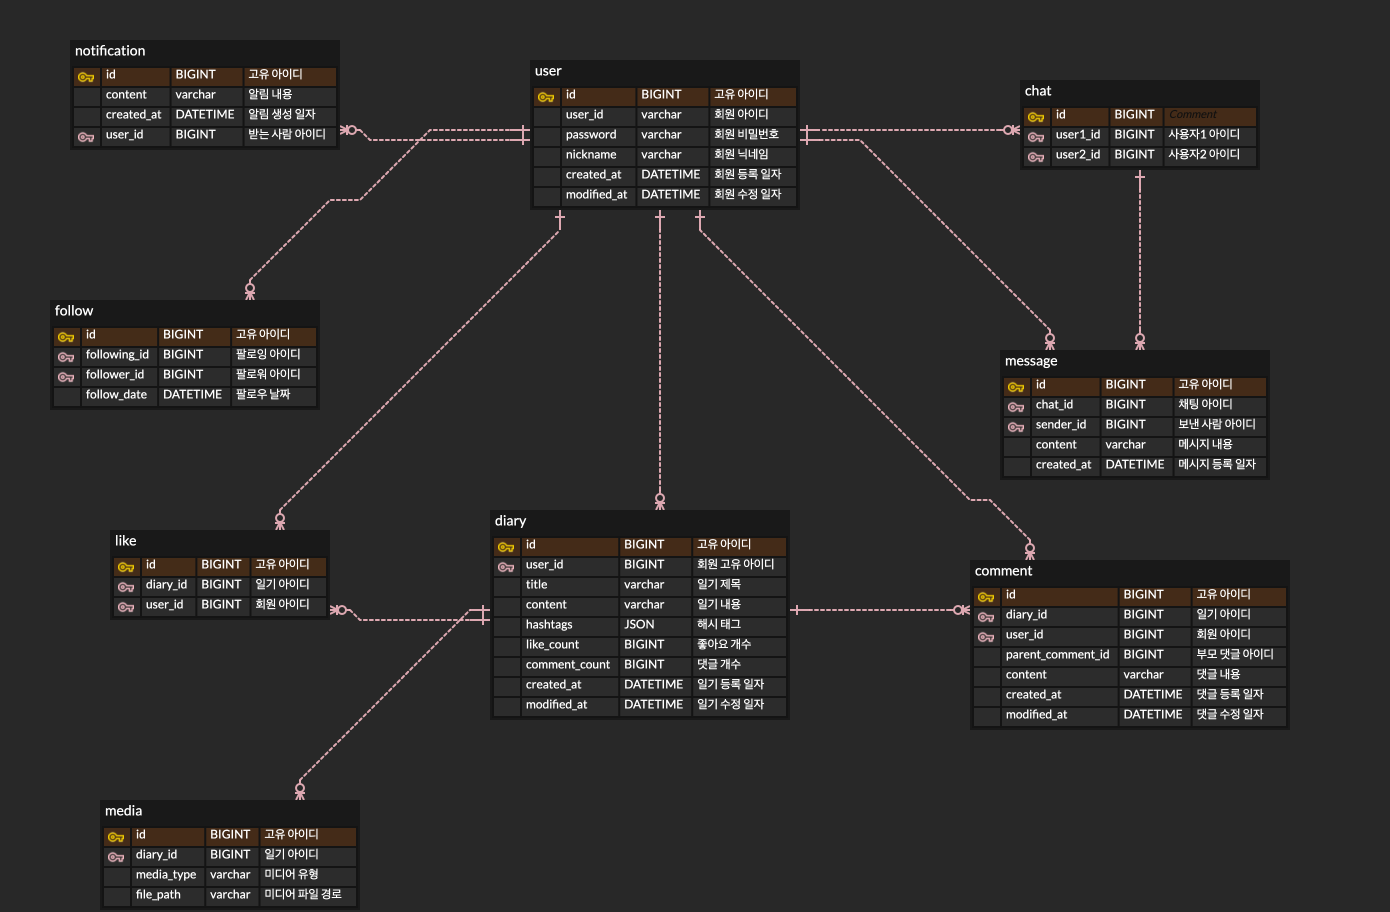 notification
id BIGINT 고유 아이디
content varchar 알림 내용
created_at DATETIME 알림 생성 일자
user_id BIGINT 받는 사람 아이디
user
id BIGINT 고유 아이디
user_id varchar 회원 아이디
password varchar 회원 비밀번호
nickname varchar 회원 닉네임
created_at DATETIME 회원 등록 일자
modified_at DATETIME 회원 수정 일자
chat
id BIGINT Comment
user1_id BIGINT 사용자1 아이디
user2_id BIGINT 사용자2 아이디
follow
id BIGINT 고유 아이디
following_id BIGINT 팔로잉 아이디
follower_id BIGINT 팔로워 아이디
follow_date DATETIME 팔로우 날짜
message
id BIGINT 고유 아이디
chat_id BIGINT 채팅 아이디
sender_id BIGINT 보낸 사람 아이디
content varchar 메시지 내용
created_at DATETIME 메시지 등록 일자
like
id BIGINT 고유 아이디
diary_id BIGINT 일기 아이디
user_id BIGINT 회원 아이디
diary
id BIGINT 고유 아이디
user_id BIGINT 회원 고유 아이디
title varchar 일기 제목
content varchar 일기 내용
hashtags JSON 해시 태그
like_count BIGINT 좋아요 개수
comment_count BIGINT 댓글 개수
created_at DATETIME 일기 등록 일자
modified_at DATETIME 일기 수정 일자
comment
id BIGINT 고유 아이디
diary_id BIGINT 일기 아이디
user_id BIGINT 회원 아이디
parent_comment_id BIGINT 부모 댓글 아이디
content varchar 댓글 내용
created_at DATETIME 댓글 등록 일자
modified_at DATETIME 댓글 수정 일자
media
id BIGINT 고유 아이디
diary_id BIGINT 일기 아이디
media_type varchar 미디어 유형
file_path varchar 미디어 파일 경로